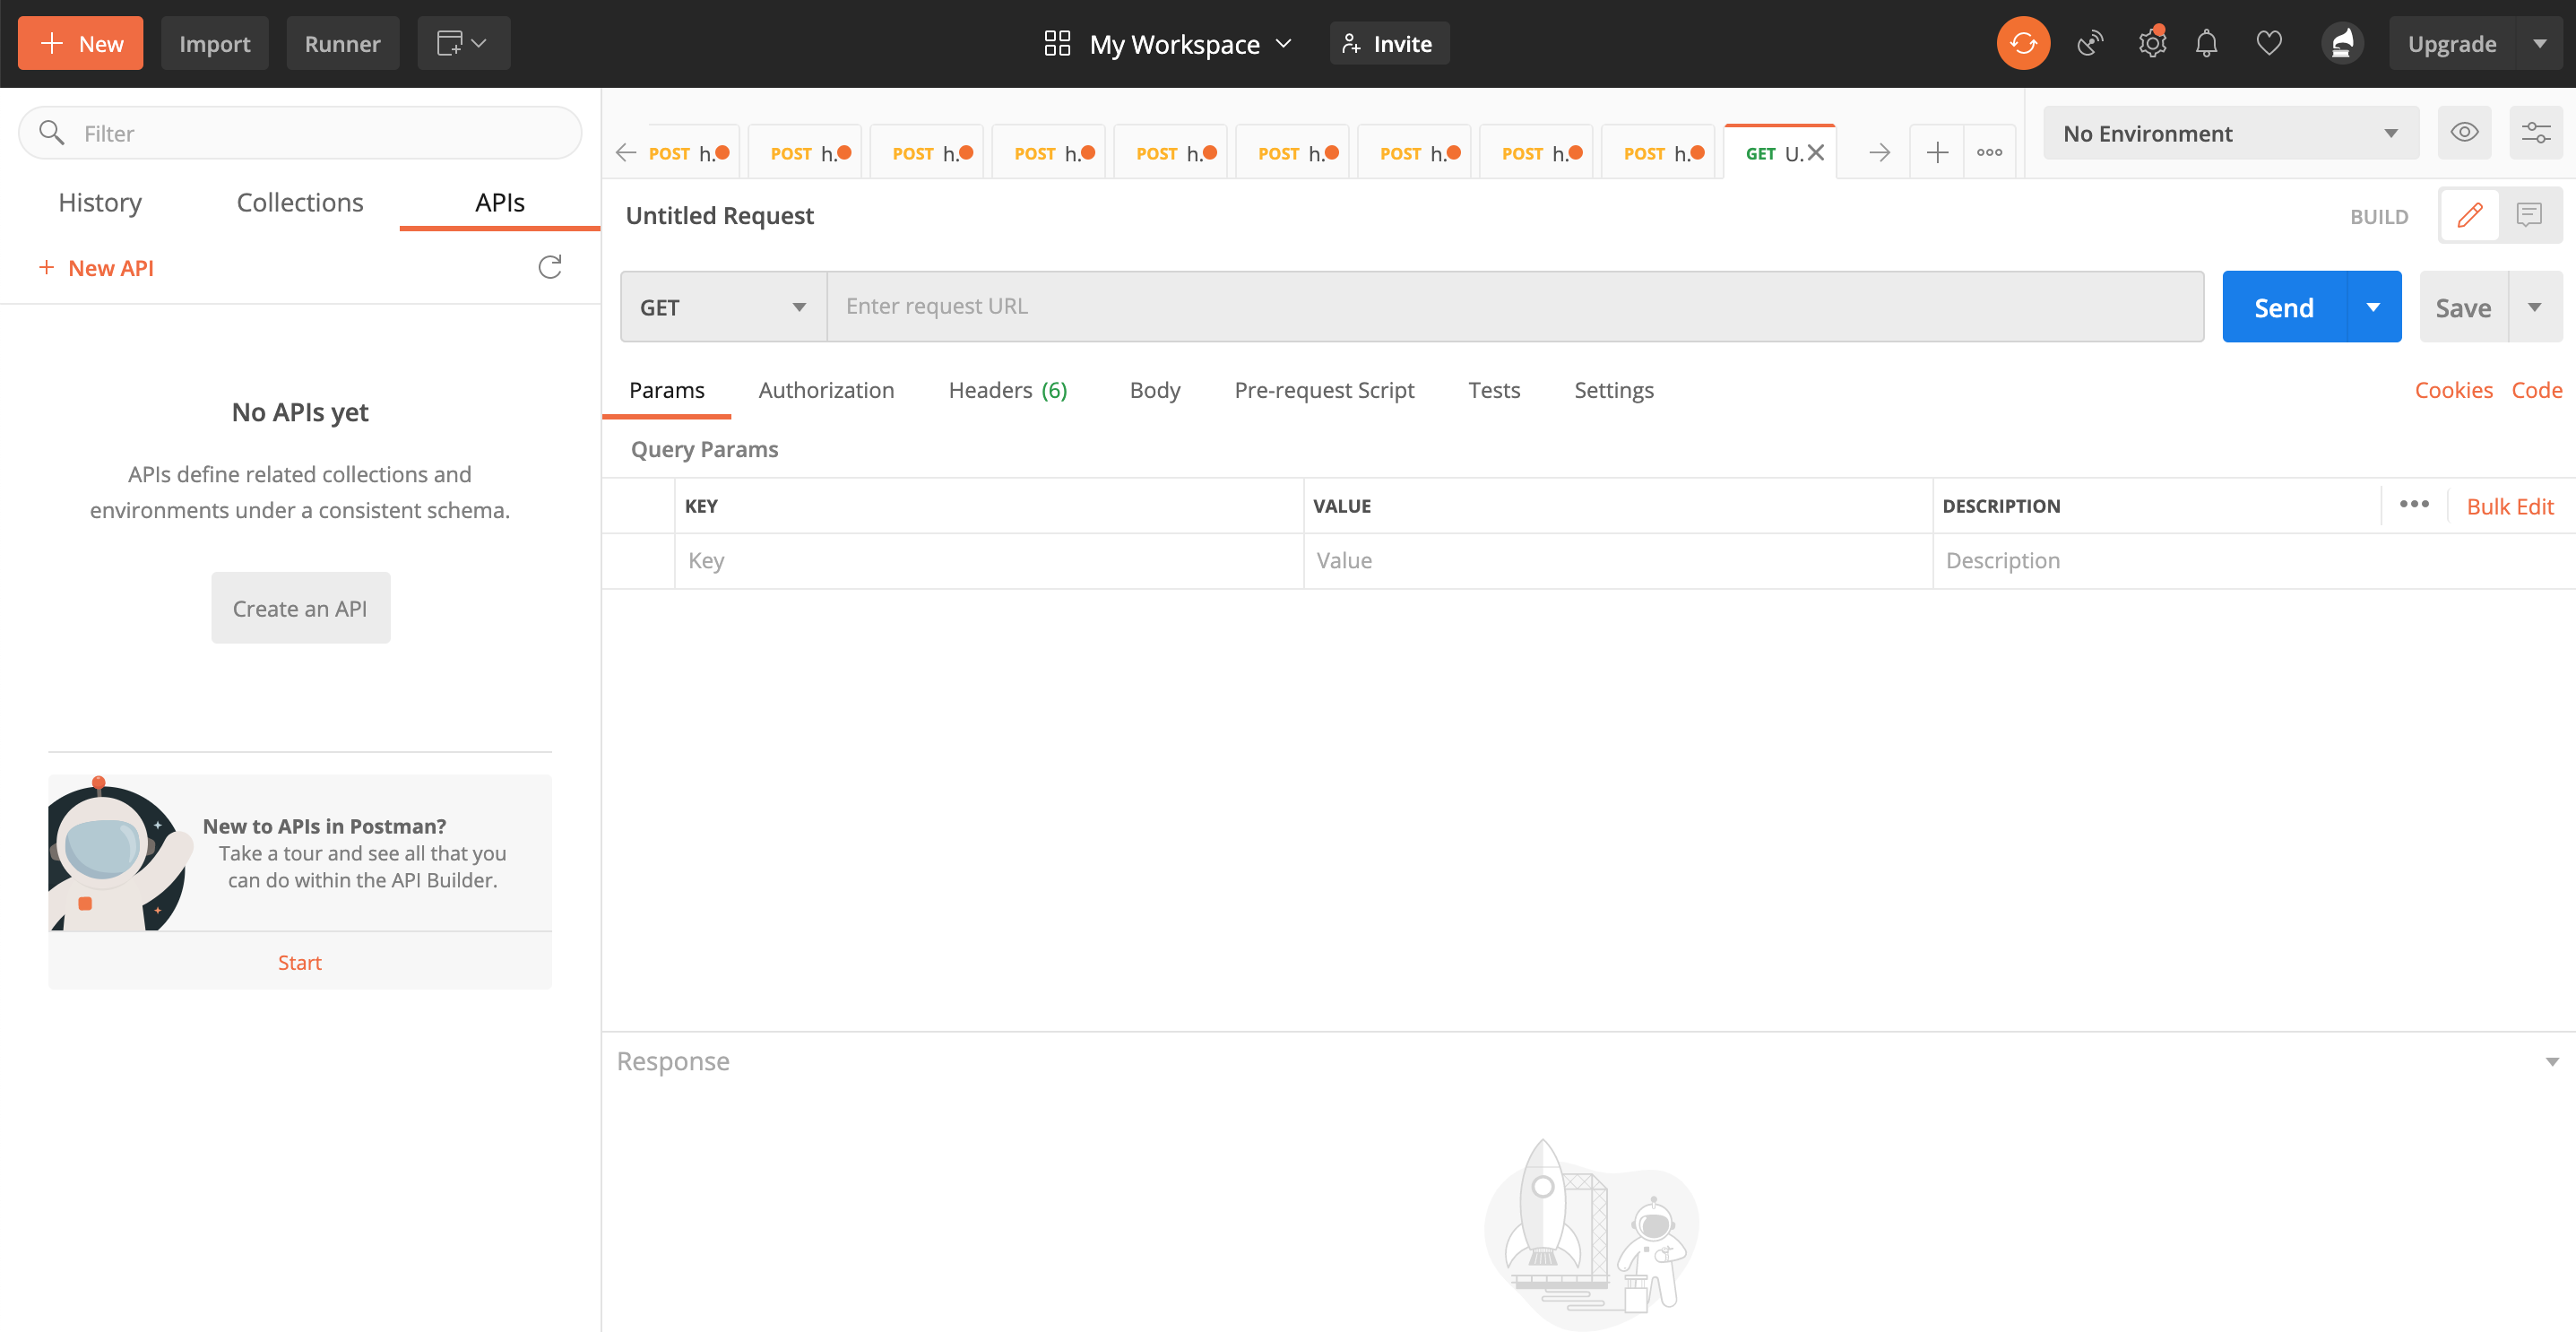 New
Import
Runner
My Workspace
Invite
Upgrade
Filter
History
Collections
APIs
New API
No APIs yet
APIs define related collections and
environments under a consistent schema.
Create an API
New to APIs in Postman?
Take a tour and see all that you
can do within the API Builder.
Start
POST h.
POST h.
POST h.
POST h.
POST h.
POST h.
POST h.
POST h.
POST h.
GET U.
No Environment
Untitled Request
BUILD
GET
Enter request URL
Send
Save
Params
Authorization
Headers (6)
Body
Pre-request Script
Tests
Settings
Cookies
Code
Query Params
KEY
VALUE
DESCRIPTION
Bulk Edit
Key
Value
Description
Response